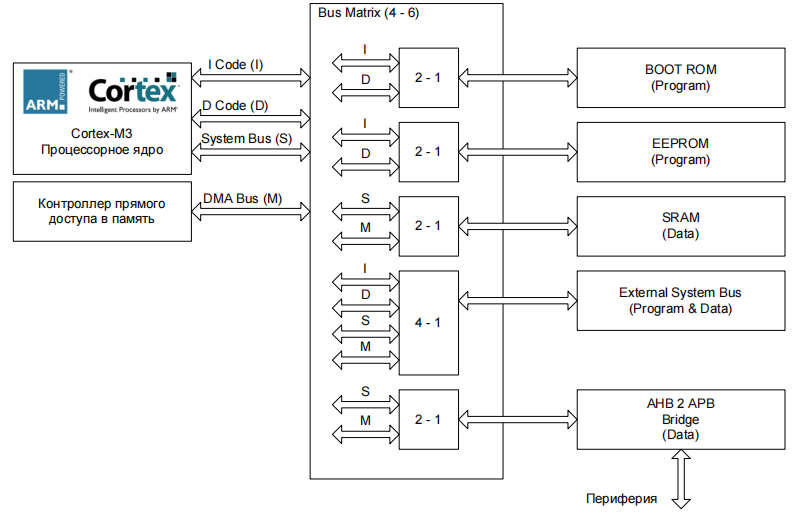 Bus Matrix (4 - 6)
I Code (I)
D Code (D)
System Bus (S)
DMA Bus (M)
ARM POWERED
Cortex
Intelligent Processors by ARM®
Cortex-M3
Процессорное ядро
Контроллер прямого
доступа в память
I
D
2 - 1
I
D
2 - 1
S
M
2 - 1
I
D
S
M
4 - 1
S
M
2 - 1
BOOT ROM
(Program)
EEPROM
(Program)
SRAM
(Data)
External System Bus
(Program & Data)
AHB 2 APB
Bridge
(Data)
Периферия